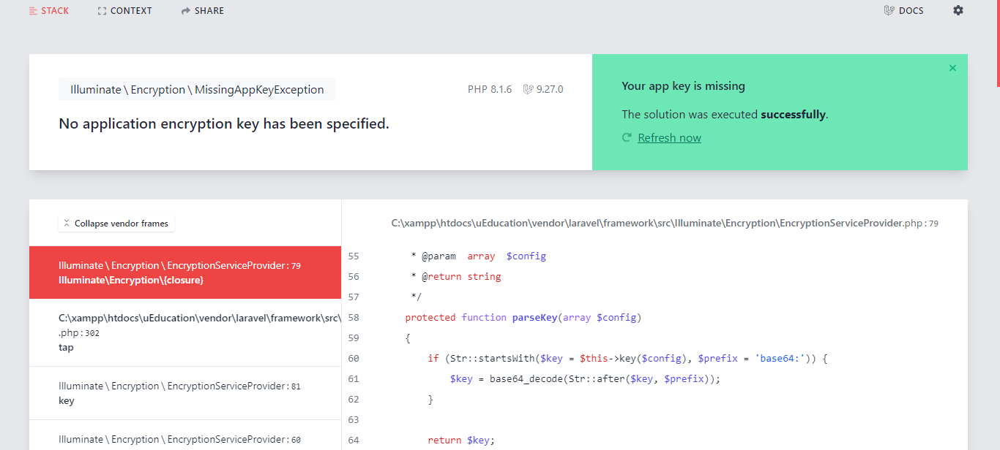 STACK CONTEXT SHARE DOCS
Illuminate \ Encryption \ MissingAppKeyException
PHP 8.1.6 9.27.0
No application encryption key has been specified.
Your app key is missing
The solution was executed successfully.
Refresh now
Collapse vendor frames
Illuminate \ Encryption \ EncryptionServiceProvider : 79
Illuminate\Encryption\{closure}
C:\xampp\htdocs\uEducation\vendor\laravel\framework\src\
.php : 302
tap
Illuminate \ Encryption \ EncryptionServiceProvider : 81
key
Illuminate \ Encryption \ EncryptionServiceProvider : 60
C:\xampp\htdocs\uEducation\vendor\laravel\framework\src\Illuminate\Encryption\EncryptionServiceProvider.php : 79
55 * @param  array  $config
56 * @return string
57 */
58 protected function parseKey(array $config)
59 {
60 if (Str::startsWith($key = $this->key($config), $prefix = 'base64:')) {
61 $key = base64_decode(Str::after($key, $prefix));
62 }
63
64 return $key;